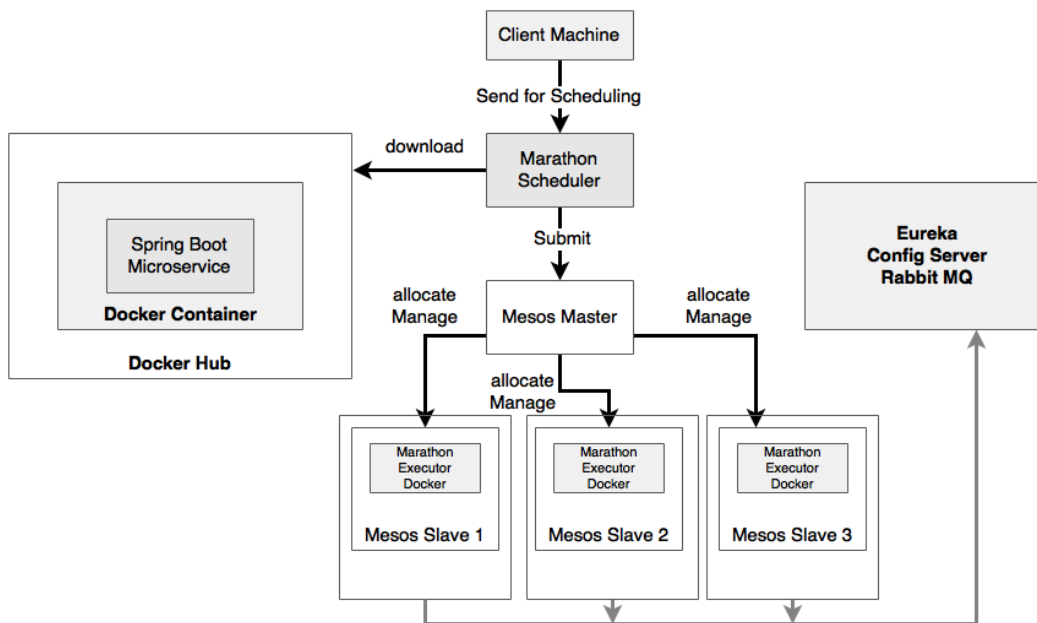 Client Machine
Send for Scheduling
download
Marathon
Scheduler
Spring Boot
Microservice
Docker Container
Docker Hub
Submit
Eureka
Config Server
Rabbit MQ
allocate
Manage
Mesos Master
allocate
Manage
allocate
Manage
Marathon
Executor
Docker
Mesos Slave 1
Marathon
Executor
Docker
Mesos Slave 2
Marathon
Executor
Docker
Mesos Slave 3